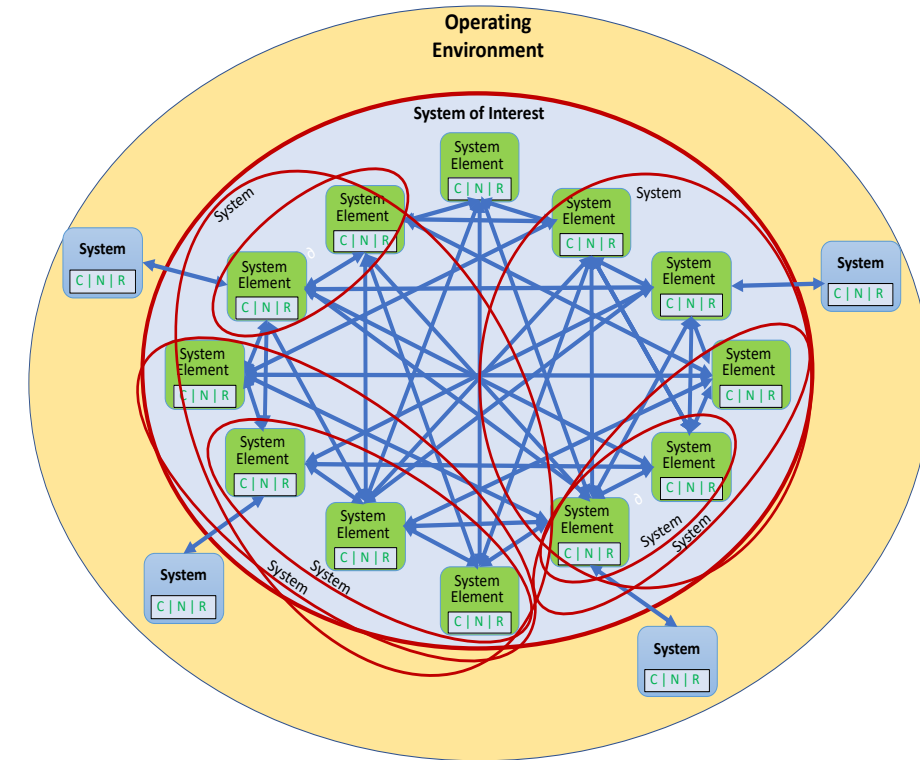 Operating
Environment
System of Interest
System
Element
C | N | R
System
System
Element
C | N | R
System
Element
C | N | R
System
∂
System
C | N | R
System
Element
C | N | R
System
Element
C | N | R
System
C | N | R
System
Element
C | N | R
System
Element
C | N | R
System
Element
C | N | R
System
Element
C | N | R
∂
System
Element
C | N | R
System
Element
C | N | R
System
System
System
System
System
Element
C | N | R
System
C | N | R
System
C | N | R